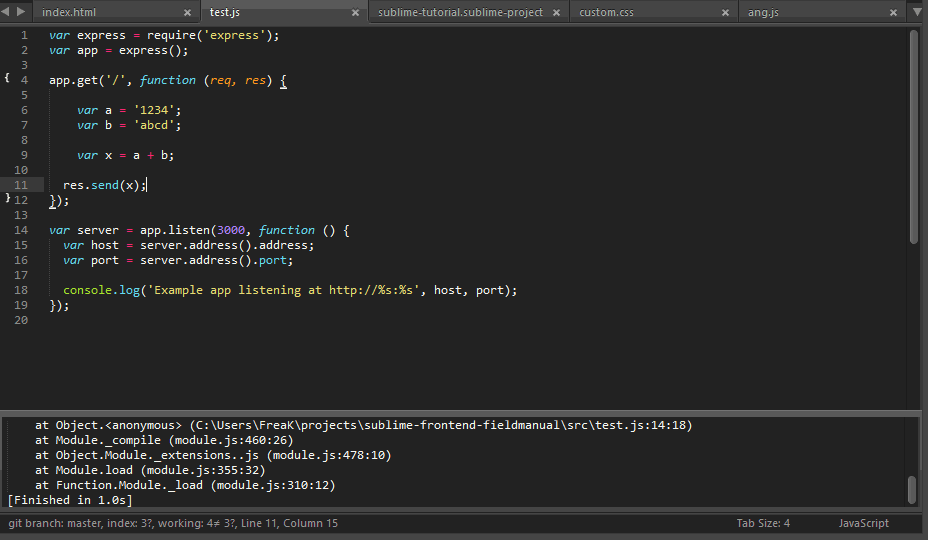 index.html × test.js × sublime-tutorial.sublime-project × custom.css × ang.js ×
1 var express = require('express');
2 var app = express();
3
4 app.get('/', function (req, res) {
5
6 var a = '1234';
7 var b = 'abcd';
8
9 var x = a + b;
10
11 res.send(x);
12 });
13
14 var server = app.listen(3000, function () {
15 var host = server.address().address;
16 var port = server.address().port;
17
18 console.log('Example app listening at http://%s:%s', host, port);
19 });
20
at Object.<anonymous> (C:\Users\FreaK\projects\sublime-frontend-fieldmanual\src\test.js:14:18)
at Module._compile (module.js:460:26)
at Object.Module._extensions..js (module.js:478:10)
at Module.load (module.js:355:32)
at Function.Module._load (module.js:310:12)
[Finished in 1.0s]
git branch: master, index: 3?, working: 4≠ 3?, Line 11, Column 15 Tab Size: 4 JavaScript